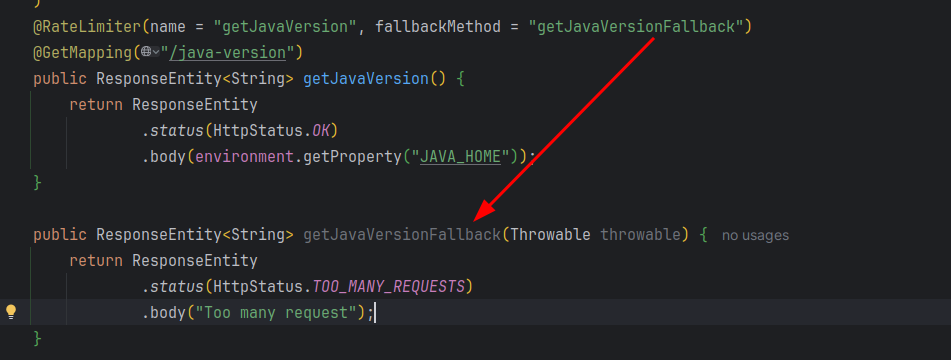 )
@RateLimiter(name = "getJavaVersion", fallbackMethod = "getJavaVersionFallback")
@GetMapping("/java-version")
public ResponseEntity<String> getJavaVersion() {
    return ResponseEntity
            .status(HttpStatus.OK)
            .body(environment.getProperty("JAVA_HOME"));
}
public ResponseEntity<String> getJavaVersionFallback(Throwable throwable) { no usages
    return ResponseEntity
            .status(HttpStatus.TOO_MANY_REQUESTS)
            .body("Too many request");
}